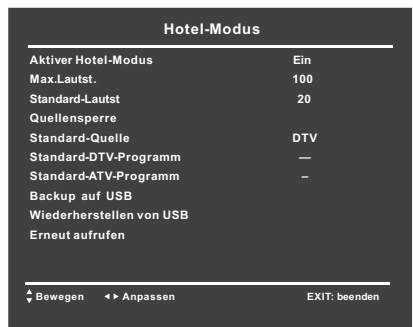 Hotel-Modus
Aktiver Hotel-Modus Ein
Max.Lautst. 100
Standard-Lautst 20
Quellensperre
Standard-Quelle DTV
Standard-DTV-Programm —
Standard-ATV-Programm –
Backup auf USB
Wiederherstellen von USB
Erneut aufrufen
Bewegen Anpassen EXIT: beenden